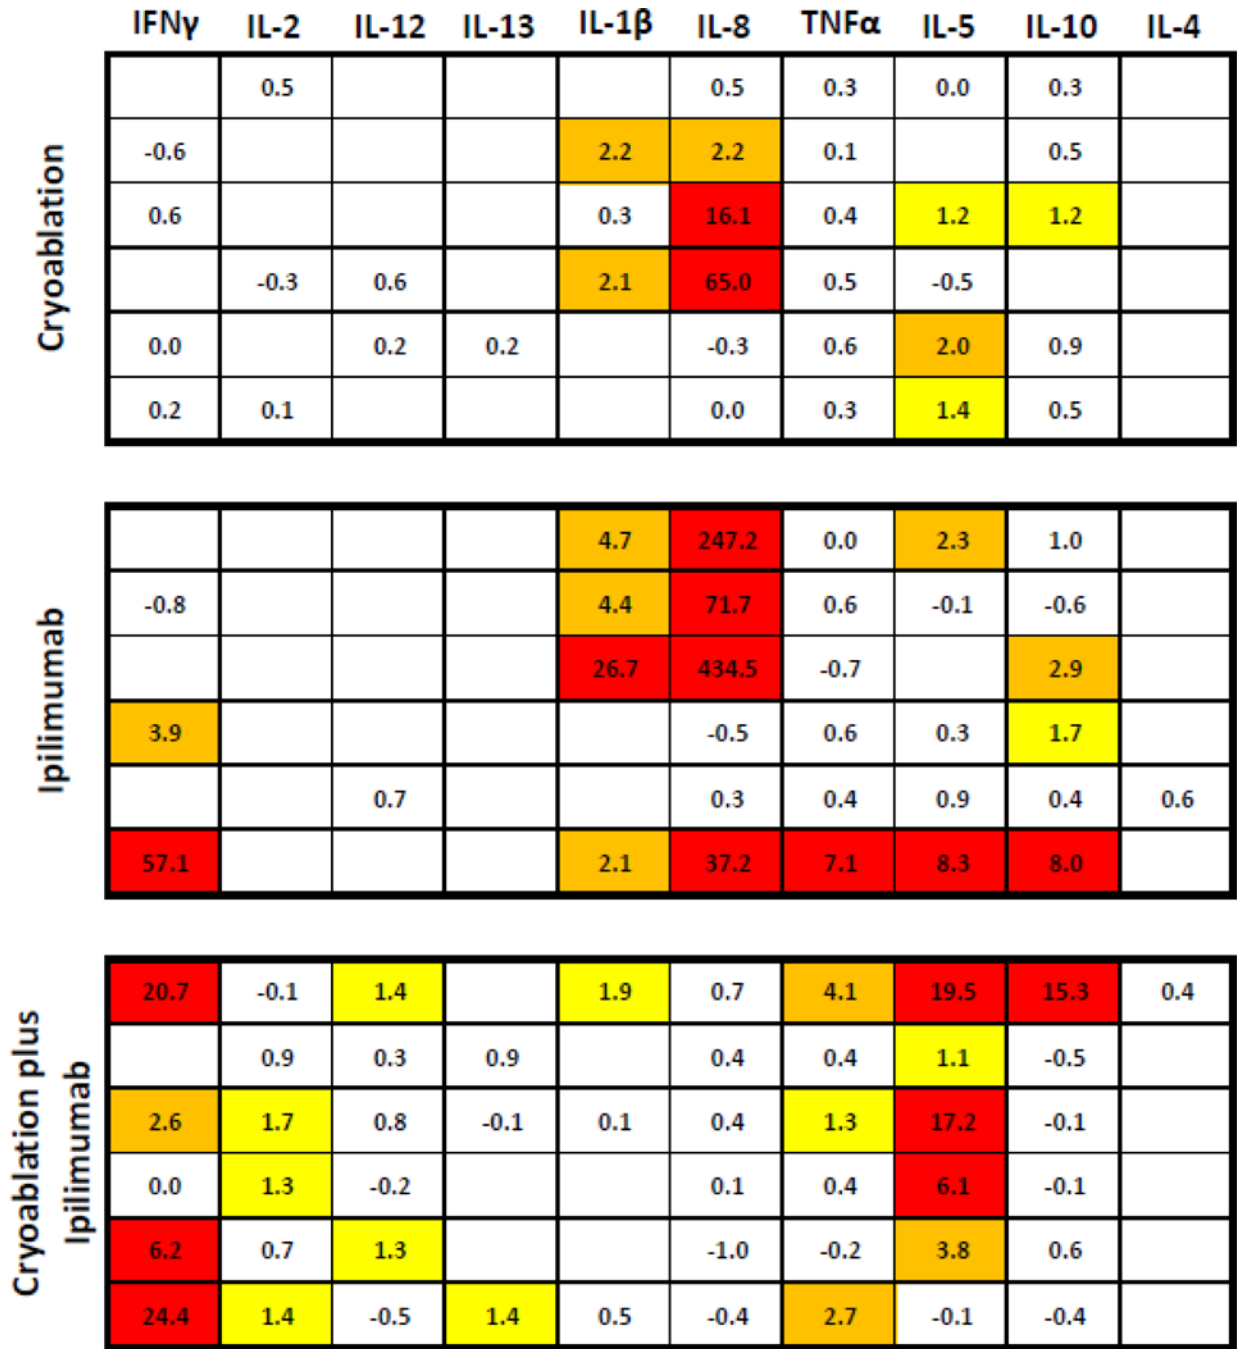 IFNγ IL-2 IL-12 IL-13 IL-1β IL-8 TNFα IL-5 IL-10 IL-4
Cryoablation
0.5 0.5 0.3 0.0 0.3
-0.6 2.2 2.2 0.1 0.5
0.6 0.3 16.1 0.4 1.2 1.2
-0.3 0.6 2.1 65.0 0.5 -0.5
0.0 0.2 0.2 -0.3 0.6 2.0 0.9
0.2 0.1 0.0 0.3 1.4 0.5
Ipilimumab
4.7 247.2 0.0 2.3 1.0
-0.8 4.4 71.7 0.6 -0.1 -0.6
26.7 434.5 -0.7 2.9
3.9 -0.5 0.6 0.3 1.7
0.7 0.3 0.4 0.9 0.4 0.6
57.1 2.1 37.2 7.1 8.3 8.0
Cryoablation plus
Ipilimumab
20.7 -0.1 1.4 1.9 0.7 4.1 19.5 15.3 0.4
0.9 0.3 0.9 0.4 0.4 1.1 -0.5
2.6 1.7 0.8 -0.1 0.1 0.4 1.3 17.2 -0.1
0.0 1.3 -0.2 0.1 0.4 6.1 -0.1
6.2 0.7 1.3 -1.0 -0.2 3.8 0.6
24.4 1.4 -0.5 1.4 0.5 -0.4 2.7 -0.1 -0.4